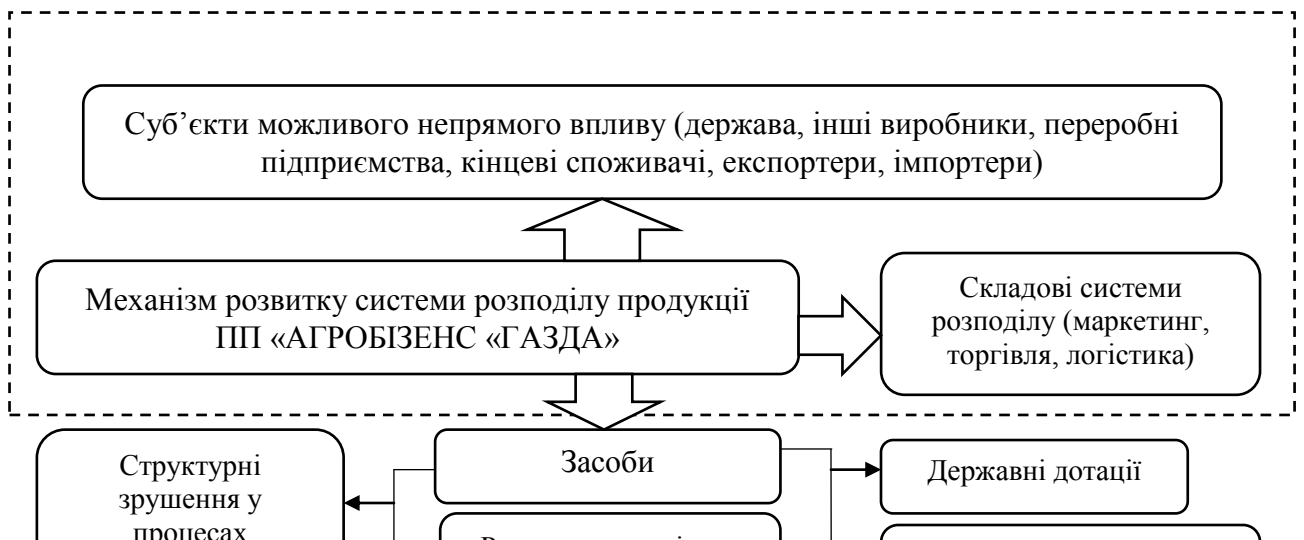 Суб’єкти можливого непрямого впливу (держава, інші виробники, переробні
підприємства, кінцеві споживачі, експортери, імпортери)
Механізм розвитку системи розподілу продукції
ПП «АГРОБІЗЕНС «ГАЗДА»
Складові системи
розподілу (маркетинг,
торгівля, логістика)
Структурні
зрушення у
процесах
Засоби
Державні дотації